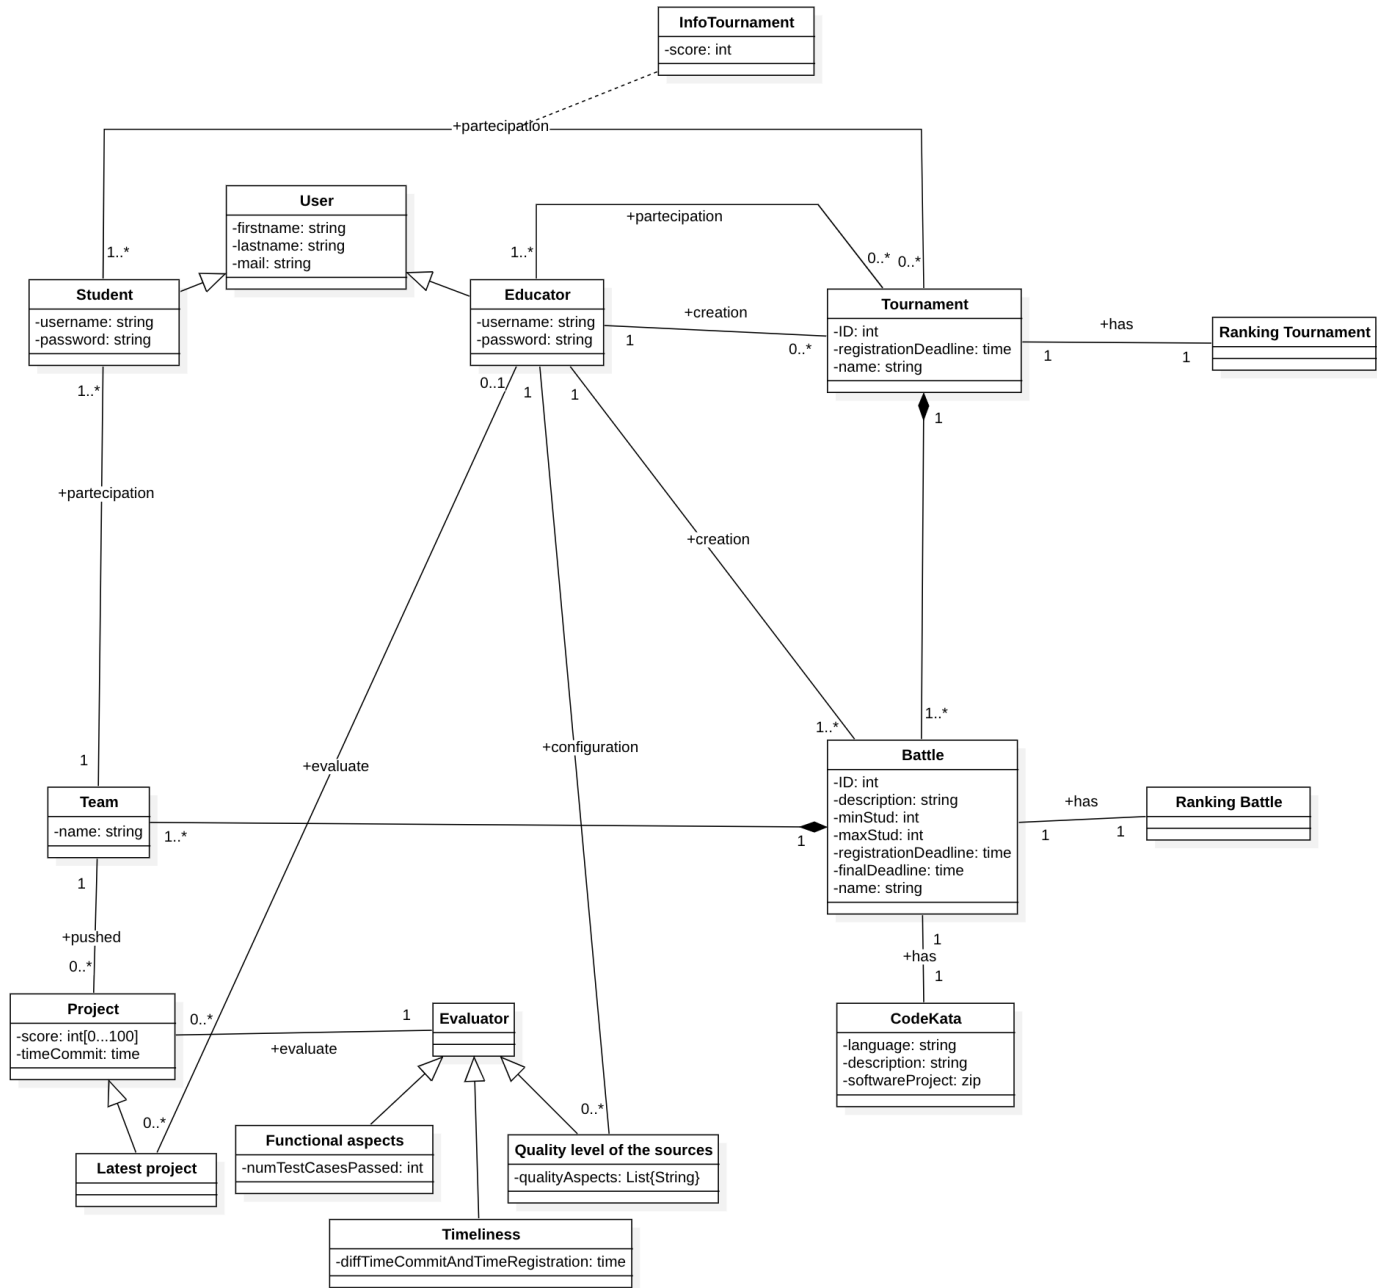 InfoTournament
-score: int
+partecipation
User
-firstname: string
-lastname: string
-mail: string
+partecipation
1..*
1..*
0..*
0..*
Student
-username: string
-password: string
Educator
-username: string
-password: string
+creation
1
0..*
Tournament
-ID: int
-registrationDeadline: time
-name: string
+has
1
1
Ranking Tournament
1..*
0..1
1
1
1
+partecipation
+creation
1..*
1..*
+configuration
+evaluate
1
Team
-name: string
1..*
1
Battle
-ID: int
-description: string
-minStud: int
-maxStud: int
-registrationDeadline: time
-finalDeadline: time
-name: string
+has
1
1
Ranking Battle
1
+pushed
0..*
1
+has
1
Project
-score: int[0...100]
-timeCommit: time
0..*
1
+evaluate
Evaluator
CodeKata
-language: string
-description: string
-softwareProject: zip
0..*
0..*
Latest project
Functional aspects
-numTestCasesPassed: int
Quality level of the sources
-qualityAspects: List{String}
Timeliness
-diffTimeCommitAndTimeRegistration: time